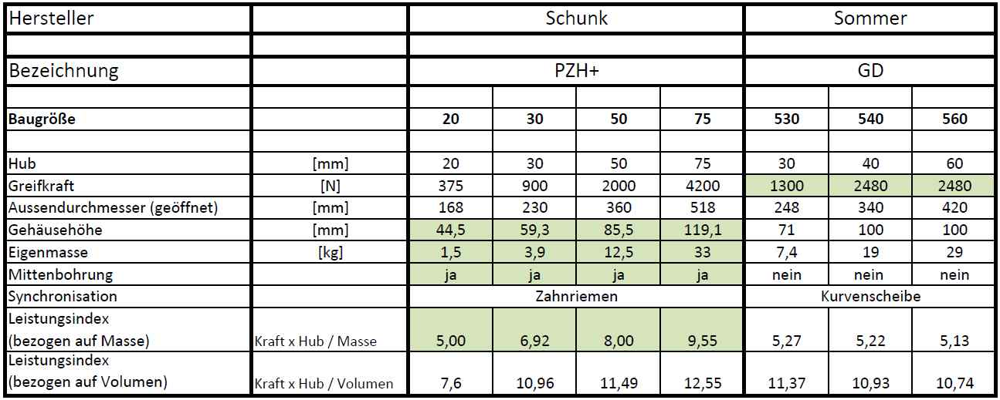 Hersteller Schunk Sommer
Bezeichnung PZH+ GD
Baugröße 20 30 50 75 530 540 560
Hub [mm] 20 30 50 75 30 40 60
Greifkraft [N] 375 900 2000 4200 1300 2480 2480
Aussendurchmesser (geöffnet) [mm] 168 230 360 518 248 340 420
Gehäusehöhe [mm] 44,5 59,3 85,5 119,1 71 100 100
Eigenmasse [kg] 1,5 3,9 12,5 33 7,4 19 29
Mittenbohrung ja ja ja ja nein nein nein
Synchronisation Zahnriemen Kurvenscheibe
Leistungsindex
(bezogen auf Masse) Kraft x Hub / Masse 5,00 6,92 8,00 9,55 5,27 5,22 5,13
Leistungsindex
(bezogen auf Volumen) Kraft x Hub / Volumen 7,6 10,96 11,49 12,55 11,37 10,93 10,74